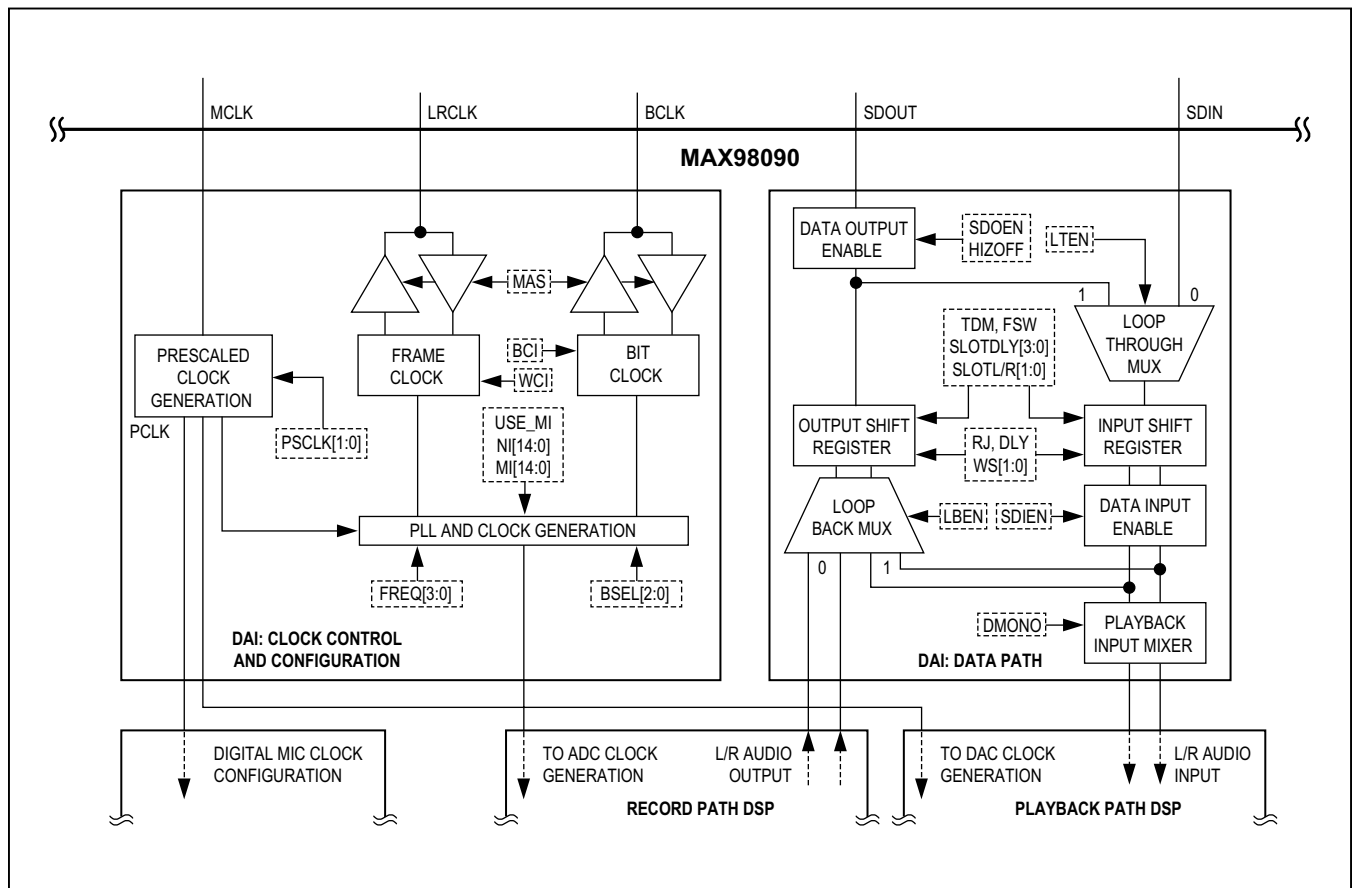 MCLK
LRCLK
BCLK
SDOUT
SDIN
MAX98090
DATA OUTPUT
ENABLE
SDOEN
HIZOFF
LTEN
MAS
1
0
LOOP
THROUGH
MUX
TDM, FSW
SLOTDLY[3:0]
SLOTL/R[1:0]
PRESCALED
CLOCK
GENERATION
FRAME
CLOCK
BCI
WCI
BIT
CLOCK
PCLK
PSCLK[1:0]
USE_MI
NI[14:0]
MI[14:0]
OUTPUT SHIFT
REGISTER
RJ, DLY
WS[1:0]
INPUT SHIFT
REGISTER
LOOP
BACK MUX
LBEN
SDIEN
DATA INPUT
ENABLE
PLL AND CLOCK GENERATION
0
1
FREQ[3:0]
BSEL[2:0]
DMONO
PLAYBACK
INPUT MIXER
DAI: CLOCK CONTROL
AND CONFIGURATION
DAI: DATA PATH
DIGITAL MIC CLOCK
CONFIGURATION
TO ADC CLOCK
GENERATION
L/R AUDIO
OUTPUT
RECORD PATH DSP
TO DAC CLOCK
GENERATION
L/R AUDIO
INPUT
PLAYBACK PATH DSP